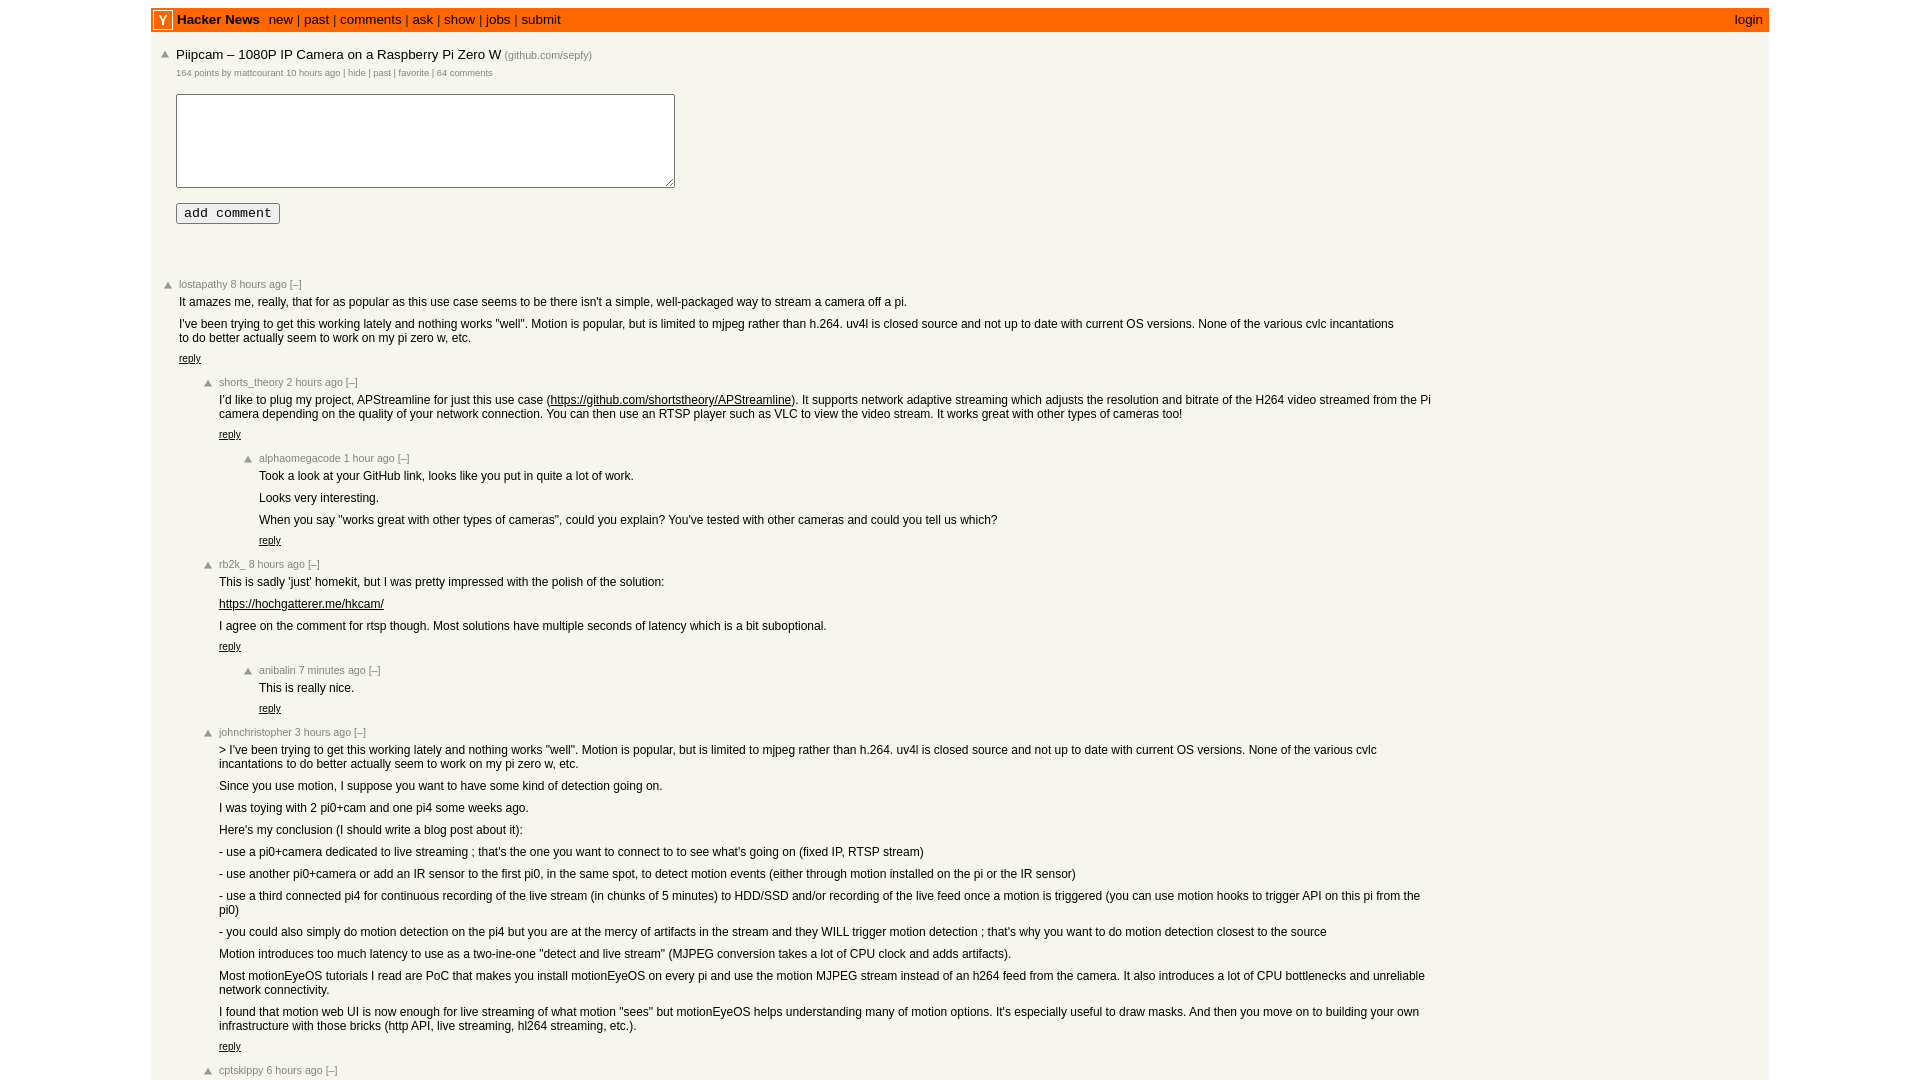 Y Hacker News new | past | comments | ask | show | jobs | submit login
Piipcam – 1080P IP Camera on a Raspberry Pi Zero W (github.com/sepfy)
164 points by mattcourant 10 hours ago | hide | past | favorite | 64 comments
add comment
lostapathy 8 hours ago [–]
It amazes me, really, that for as popular as this use case seems to be there isn't a simple, well-packaged way to stream a camera off a pi.
I've been trying to get this working lately and nothing works "well". Motion is popular, but is limited to mjpeg rather than h.264. uv4l is closed source and not up to date with current OS versions. None of the various cvlc incantations
to do better actually seem to work on my pi zero w, etc.
reply
shorts_theory 2 hours ago [–]
I’d like to plug my project, APStreamline for just this use case (https://github.com/shortstheory/APStreamline). It supports network adaptive streaming which adjusts the resolution and bitrate of the H264 video streamed from the Pi
camera depending on the quality of your network connection. You can then use an RTSP player such as VLC to view the video stream. It works great with other types of cameras too!
reply
alphaomegacode 1 hour ago [–]
Took a look at your GitHub link, looks like you put in quite a lot of work.
Looks very interesting.
When you say "works great with other types of cameras", could you explain? You've tested with other cameras and could you tell us which?
reply
rb2k_ 8 hours ago [–]
This is sadly 'just' homekit, but I was pretty impressed with the polish of the solution:
https://hochgatterer.me/hkcam/
I agree on the comment for rtsp though. Most solutions have multiple seconds of latency which is a bit suboptimal.
reply
anibalin 7 minutes ago [–]
This is really nice.
reply
johnchristopher 3 hours ago [–]
> I've been trying to get this working lately and nothing works "well". Motion is popular, but is limited to mjpeg rather than h.264. uv4l is closed source and not up to date with current OS versions. None of the various cvlc
incantations to do better actually seem to work on my pi zero w, etc.
Since you use motion, I suppose you want to have some kind of detection going on.
I was toying with 2 pi0+cam and one pi4 some weeks ago.
Here's my conclusion (I should write a blog post about it):
- use a pi0+camera dedicated to live streaming ; that's the one you want to connect to to see what's going on (fixed IP, RTSP stream)
- use another pi0+camera or add an IR sensor to the first pi0, in the same spot, to detect motion events (either through motion installed on the pi or the IR sensor)
- use a third connected pi4 for continuous recording of the live stream (in chunks of 5 minutes) to HDD/SSD and/or recording of the live feed once a motion is triggered (you can use motion hooks to trigger API on this pi from the
pi0)
- you could also simply do motion detection on the pi4 but you are at the mercy of artifacts in the stream and they WILL trigger motion detection ; that's why you want to do motion detection closest to the source
Motion introduces too much latency to use as a two-ine-one "detect and live stream" (MJPEG conversion takes a lot of CPU clock and adds artifacts).
Most motionEyeOS tutorials I read are PoC that makes you install motionEyeOS on every pi and use the motion MJPEG stream instead of an h264 feed from the camera. It also introduces a lot of CPU bottlenecks and unreliable
network connectivity.
I found that motion web UI is now enough for live streaming of what motion "sees" but motionEyeOS helps understanding many of motion options. It's especially useful to draw masks. And then you move on to building your own
infrastructure with those bricks (http API, live streaming, hl264 streaming, etc.).
reply
cptskippy 6 hours ago [–]